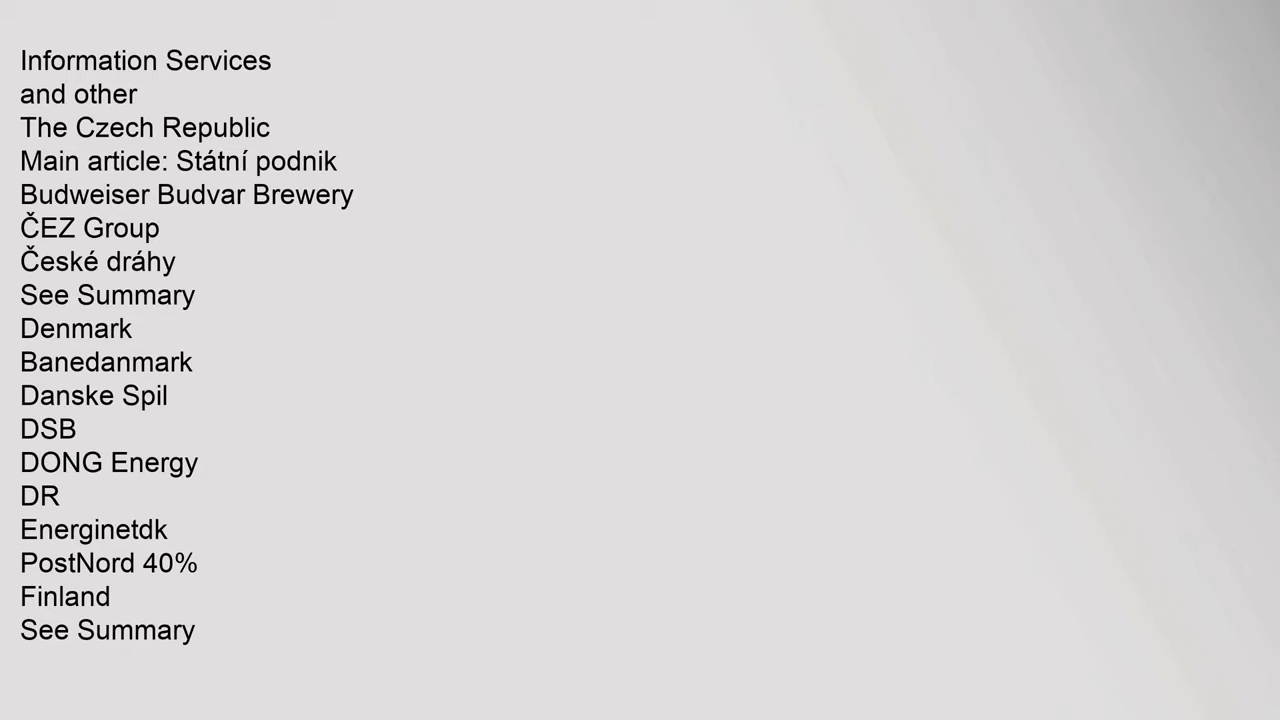 Information Services
and other
The Czech Republic
Main article: Státní podnik
Budweiser Budvar Brewery
ČEZ Group
České dráhy
See Summary
Denmark
Banedanmark
Danske Spil
DSB
DONG Energy
DR
Energinetdk
PostNord 40%
Finland
See Summary